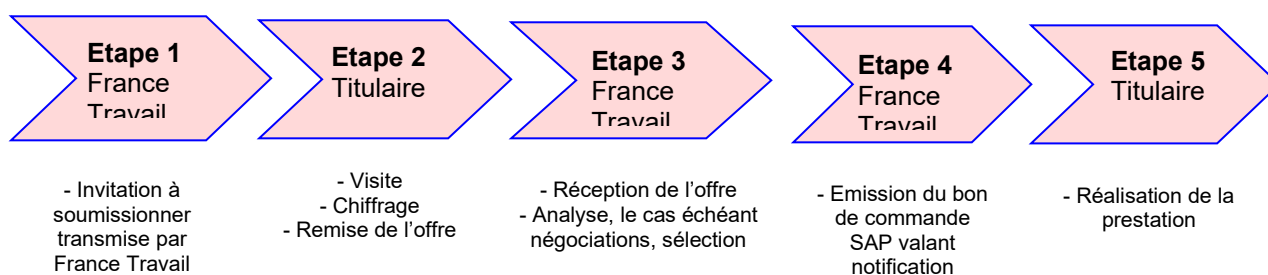 Etape 1
France
Travail
- Invitation à
soumissionner
transmise par
France Travail
Etape 2
Titulaire
- Visite
- Chiffrage
- Remise de l’offre
Etape 3
France
Travail
- Réception de l’offre
- Analyse, le cas échéant
négociations, sélection
Etape 4
France
Travail
- Emission du bon
de commande
SAP valant
notification
Etape 5
Titulaire
- Réalisation de la
prestation